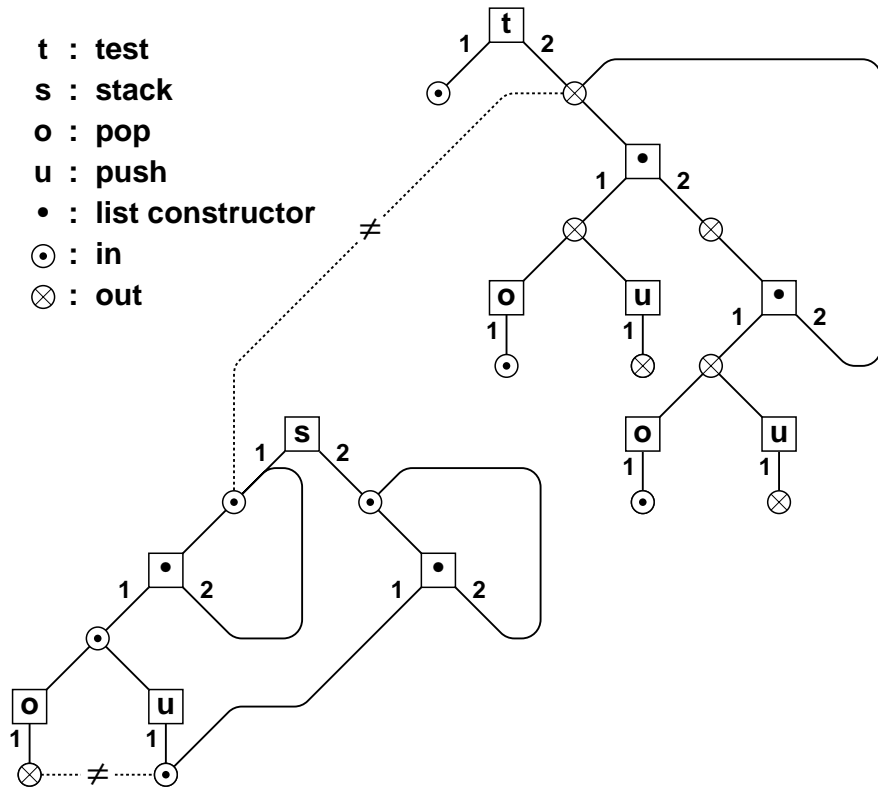 t : test
s : stack
o : pop
u : push
• : list constructor
⊙ : in
⊗ : out
t
1 2
≠
•
1 2
o u
•
1 1
1 2
s
1 2
o u
1 1
• •
1 2 1 2
o u
1 1
≠